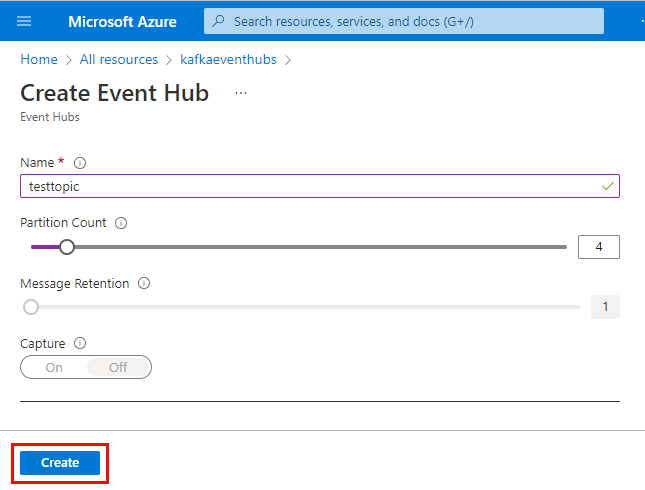 Microsoft Azure
Search resources, services, and docs (G+/)
Home > All resources > kafkaeventhubs >
Create Event Hub ...
Event Hubs
Name *
testtopic
Partition Count
4
Message Retention
1
Capture
On Off
Create